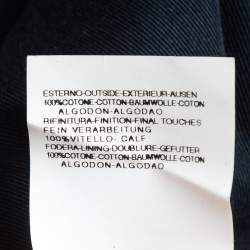 ESTERNO-OUTSIDE-EXTERIEUR-AUSEN
100%COTONE-COTTON-BAUMWOLLE-COTON
ALGODON-ALGODAO
RIFINITURA-FINITION-FINAL TOUCHES
FEIN VERARBEITUNG
100%VITELLO-CALF
FODERA-LINING-DOUBLURE-GEFUTTER
100%COTONE-COTTON-BAUMWOLLE-COTON
ALGODON-ALGODAO